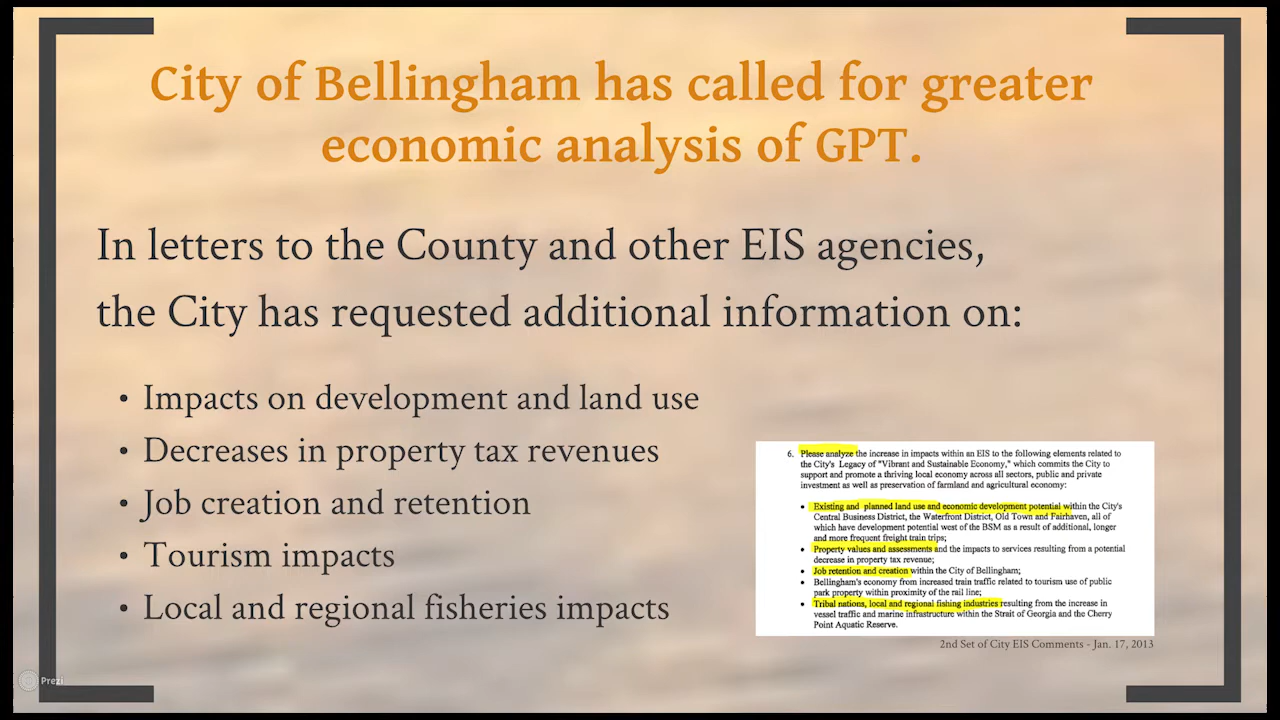 City of Bellingham has called for greater
economic analysis of GPT.
In letters to the County and other EIS agencies,
the City has requested additional information on:
• Impacts on development and land use
• Decreases in property tax revenues
• Job creation and retention
• Tourism impacts
• Local and regional fisheries impacts
6. Please analyze the increase in impacts within an EIS to the following elements related to
the City's Legacy of "Vibrant and Sustainable Economy," which commits the City to
support and promote a thriving local economy across all sectors, public and private
investment as well as preservation of farmland and agricultural economy:
• Existing and planned land use and economic development potential within the City's
Central Business District, the Waterfront District, Old Town and Fairhaven, all of
which have development potential west of the BSM as a result of additional, longer
and more frequent freight train trips;
• Property values and assessments and the impacts to services resulting from a potential
decrease in property tax revenue;
• Job retention and creation within the City of Bellingham;
• Bellingham's economy from increased train traffic related to tourism use of public
park property within proximity of the rail line;
• Tribal nations, local and regional fishing industries resulting from the increase in
vessel traffic and marine infrastructure within the Strait of Georgia and the Cherry
Point Aquatic Reserve.
2nd Set of City EIS Comments - Jan. 17, 2013
Prezi